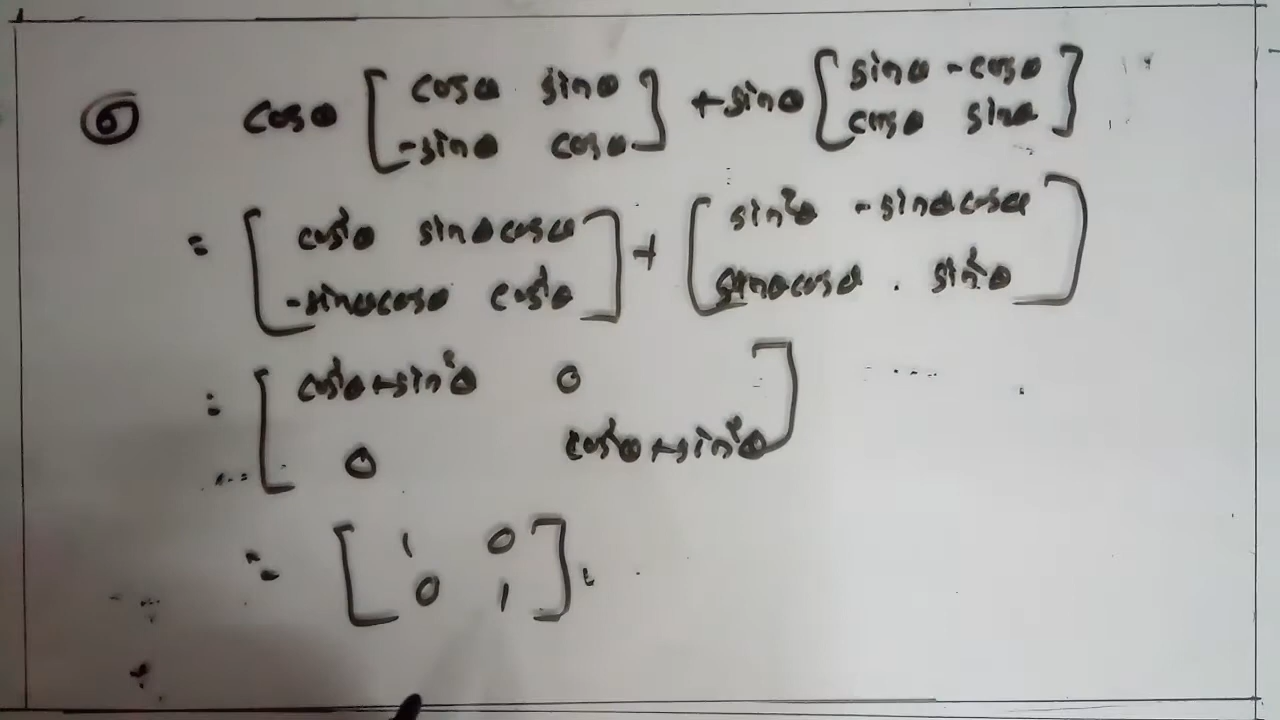 ⑥ cosθ [ cosθ sinθ ; -sinθ cosθ ] + sinθ [ sinθ -cosθ ; cosθ sinθ ]
= [ cos²θ sinθcosθ ; -sinθcosθ cos²θ ] + [ sin²θ -sinθcosθ ; sinθcosθ sin²θ ]
= [ cos²θ+sin²θ 0 ; 0 cos²θ+sin²θ ]
= [ 1 0 ; 0 1 ].